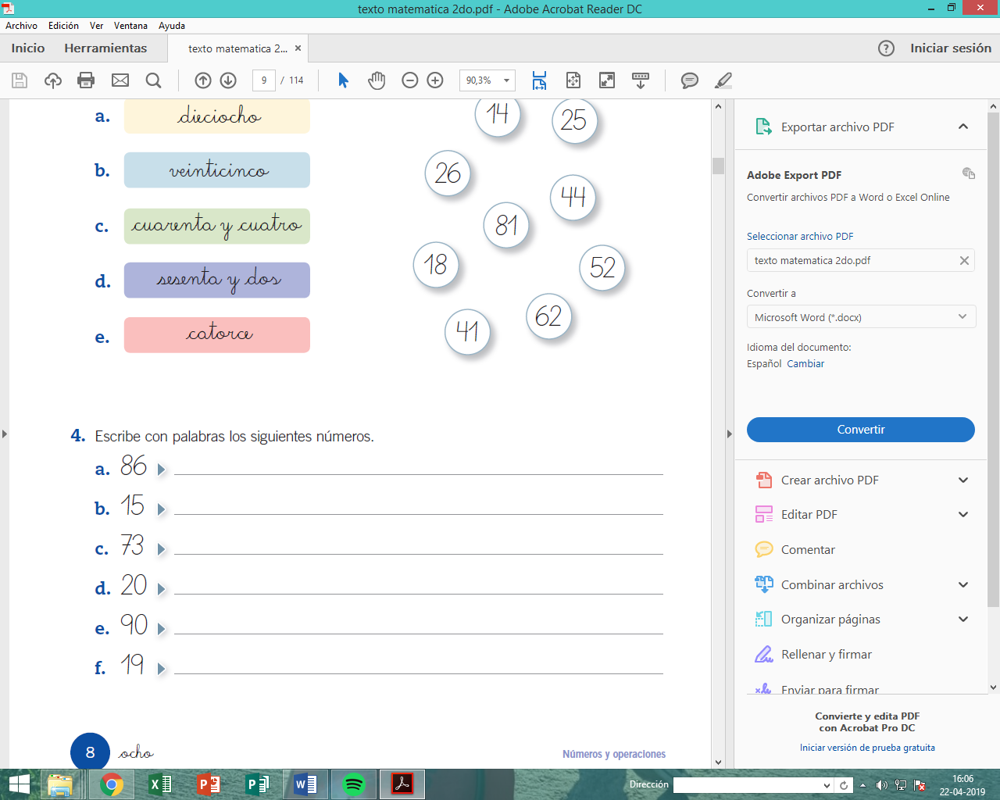 texto matematica 2do.pdf - Adobe Acrobat Reader DC
Archivo Edición Ver Ventana Ayuda
Inicio Herramientas texto matematica 2... × ? Iniciar sesión
9 / 114 90,3%
a. dieciocho
b. veinticinco
c. cuarenta y cuatro
d. sesenta y dos
e. catorce
14 25
26
44
81
18 52
62
41
4. Escribe con palabras los siguientes números.
a. 86
b. 15
c. 73
d. 20
e. 90
f. 19
8 ocho
Números y operaciones
Exportar archivo PDF
Adobe Export PDF
Convertir archivos PDF a Word o Excel Online
Seleccionar archivo PDF
texto matematica 2do.pdf
Convertir a
Microsoft Word (*.docx)
Idioma del documento:
Español Cambiar
Convertir
Crear archivo PDF
Editar PDF
Comentar
Combinar archivos
Organizar páginas
Rellenar y firmar
Enviar para firmar
Convierte y edita PDF
con Acrobat Pro DC
Iniciar versión de prueba gratuita
Dirección
16:06
22-04-2019